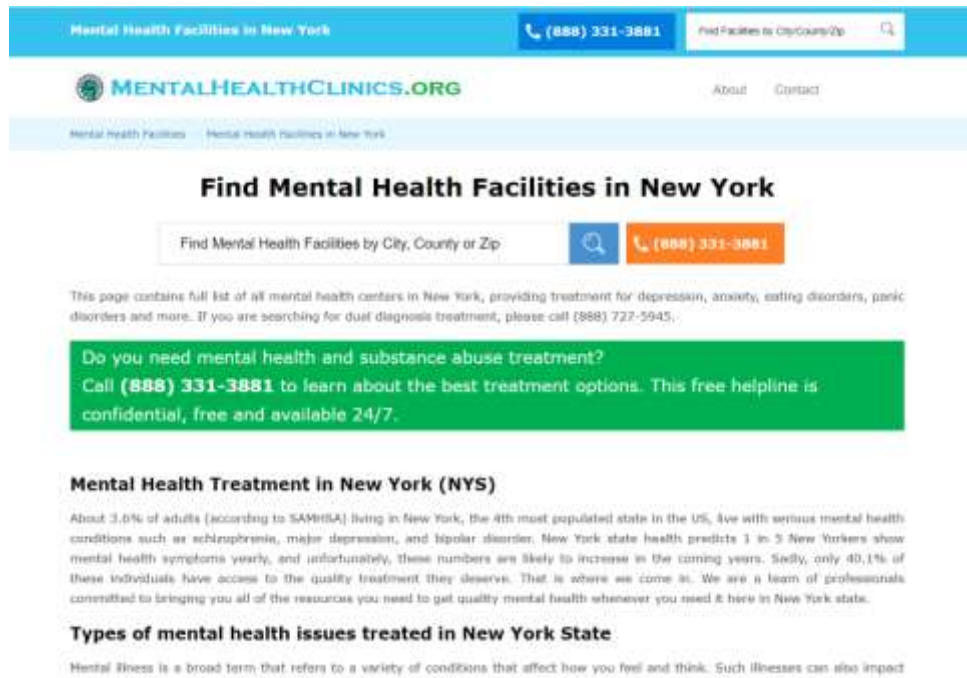 Mental Health Facilities in New York
(888) 331-3881
Find Facilities by City/County/Zip
MENTALHEALTHCLINICS.ORG
About Contact
Mental Health Facilities Mental Health Facilities in New York
Find Mental Health Facilities in New York
Find Mental Health Facilities by City, County or Zip
(888) 331-3881
This page contains full list of all mental health centers in New York, providing treatment for depression, anxiety, eating disorders, panic
disorders and more. If you are searching for dual diagnosis treatment, please call (888) 727-5945.
Do you need mental health and substance abuse treatment?
Call (888) 331-3881 to learn about the best treatment options. This free helpline is
confidential, free and available 24/7.
Mental Health Treatment in New York (NYS)
About 3.6% of adults (according to SAMHSA) living in New York, the 4th most populated state in the US, live with serious mental health
conditions such as schizophrenia, major depression, and bipolar disorder. New York state health predicts 1 in 5 New Yorkers show
mental health symptoms yearly, and unfortunately, these numbers are likely to increase in the coming years. Sadly, only 40.1% of
these individuals have access to the quality treatment they deserve. That is where we come in. We are a team of professionals
committed to bringing you all of the resources you need to get quality mental health whenever you need it here in New York state.
Types of mental health issues treated in New York State
Mental illness is a broad term that refers to a variety of conditions that affect how you feel and think. Such illnesses can also impact